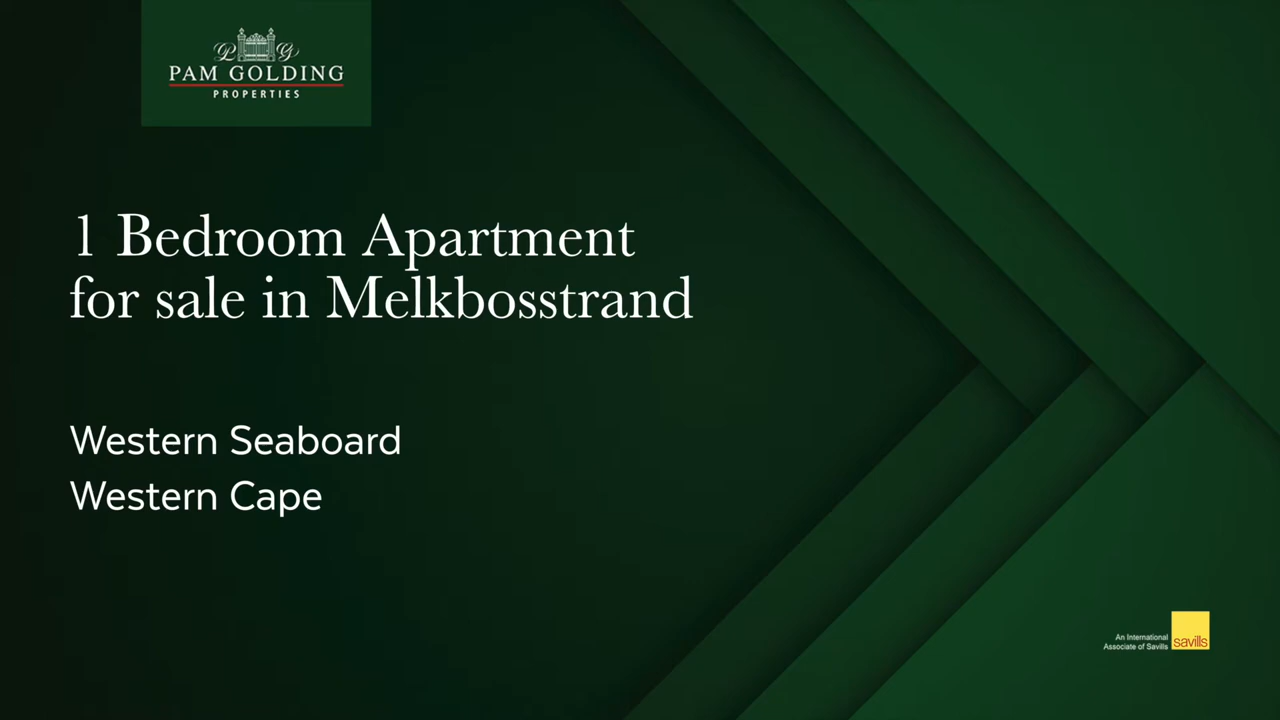 P G
PAM GOLDING
PROPERTIES
1 Bedroom Apartment
for sale in Melkbosstrand
Western Seaboard
Western Cape
An International
Associate of Savills
savills